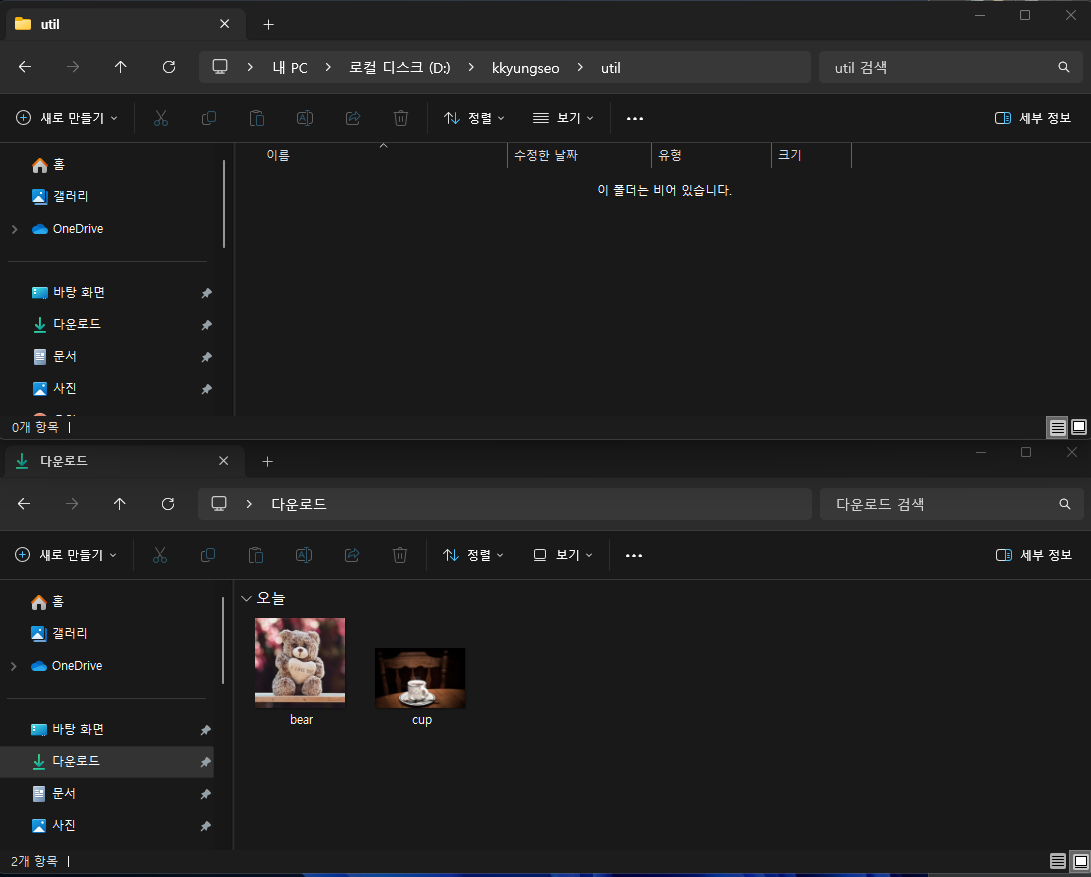 util
내 PC > 로컬 디스크 (D:) > kkyungseo > util
util 검색
새로 만들기
정렬
보기
세부 정보
홈
갤러리
OneDrive
바탕 화면
다운로드
문서
사진
이름 수정한 날짜 유형 크기
이 폴더는 비어 있습니다.
0개 항목
다운로드
> 다운로드
다운로드 검색
새로 만들기
정렬
보기
세부 정보
홈
갤러리
OneDrive
바탕 화면
다운로드
문서
사진
오늘
I LOVE YOU
bear
cup
2개 항목